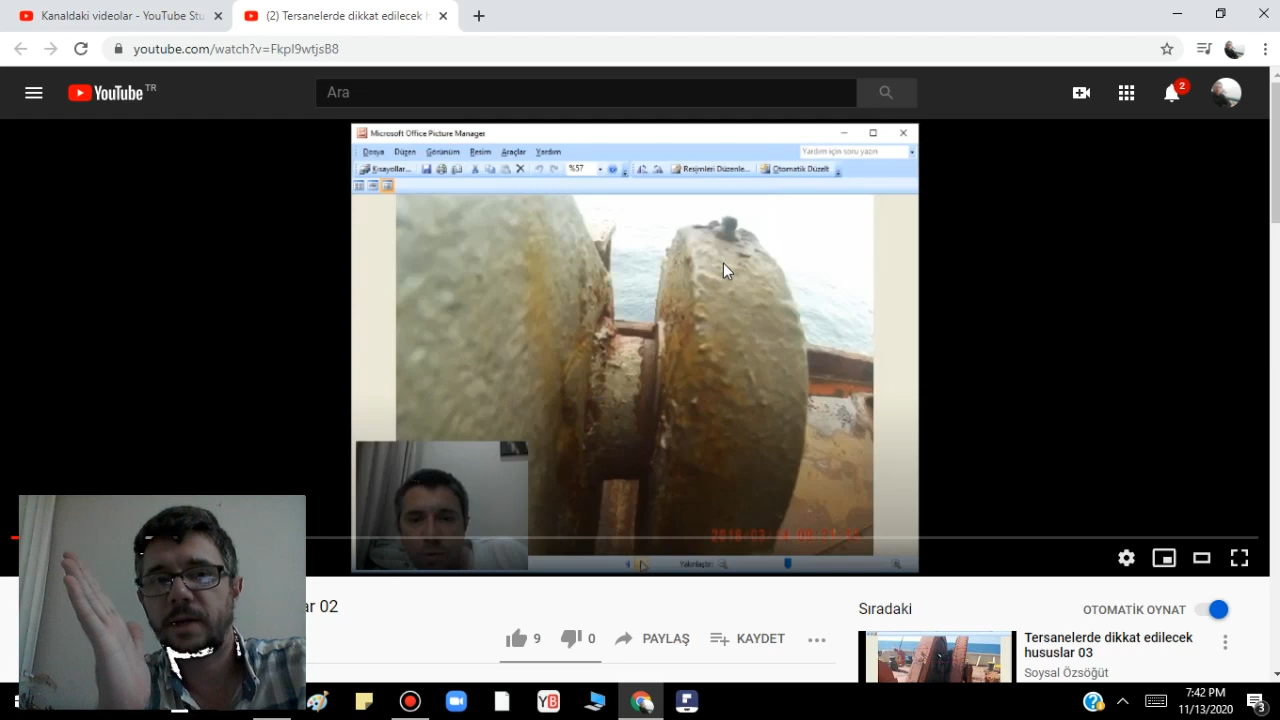 Kanaldaki videolar - YouTube Stu
(2) Tersanelerde dikkat edilecek h
youtube.com/watch?v=FkpI9wtjsB8
YouTube TR
Ara
2
Microsoft Office Picture Manager
Dosya Düzen Görünüm Resim Araçlar Yardım
Yardım için soru yazın
Kısayollar...
%57
Resimleri Düzenle...
Otomatik Düzelt
Yakınlaştır:
ar 02
9
0
PAYLAŞ
KAYDET
Sıradaki
OTOMATİK OYNAT
Tersanelerde dikkat edilecek
hususlar 03
Soysal Özsöğüt
7:42 PM
11/13/2020
3